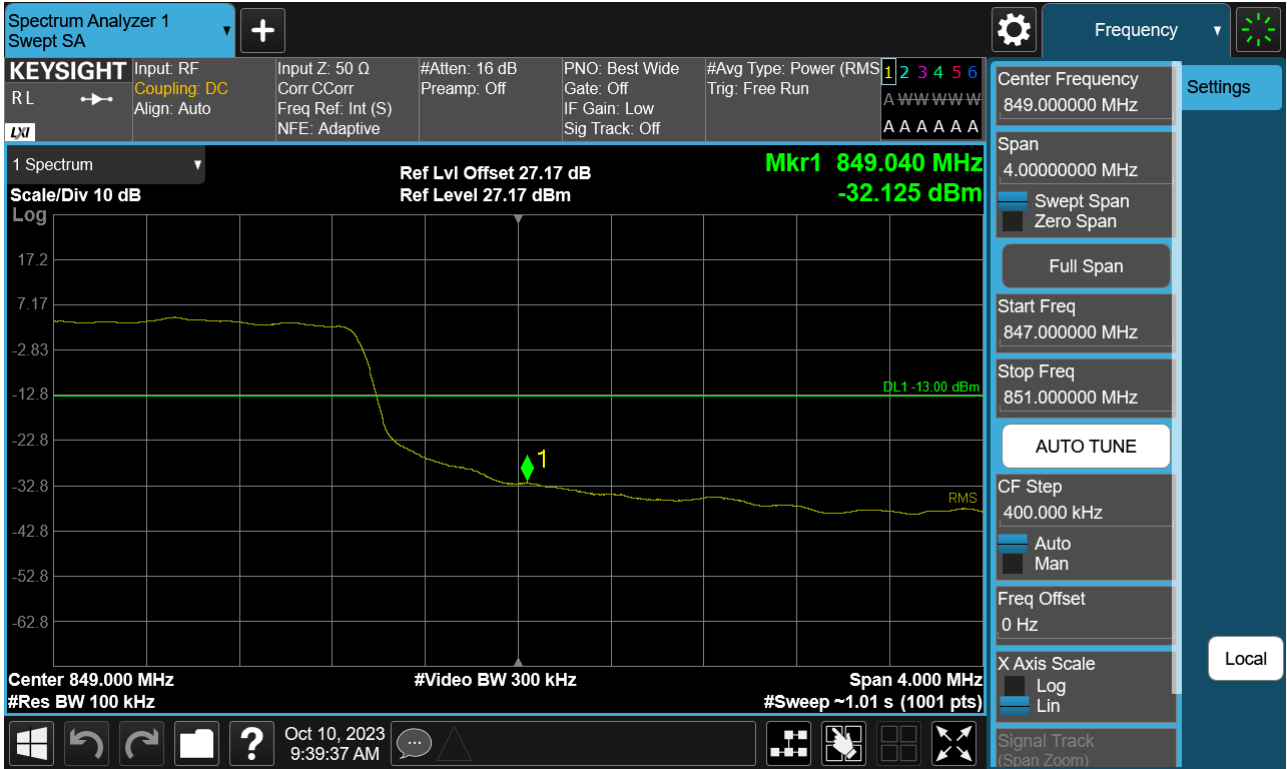 Spectrum Analyzer 1
Swept SA
Frequency
KEYSIGHT
R L
LXI
Input: RF
Coupling: DC
Align: Auto
Input Z: 50 Ω
Corr CCorr
Freq Ref: Int (S)
NFE: Adaptive
#Atten: 16 dB
Preamp: Off
PNO: Best Wide
Gate: Off
IF Gain: Low
Sig Track: Off
#Avg Type: Power (RMS
Trig: Free Run
1 2 3 4 5 6
A W W W W W
A A A A A A
1 Spectrum
Scale/Div 10 dB
Log
Ref Lvl Offset 27.17 dB
Ref Level 27.17 dBm
Mkr1 849.040 MHz
-32.125 dBm
17.2
7.17
-2.83
-12.8
-22.8
-32.8
-42.8
-52.8
-62.8
DL1 -13.00 dBm
1
RMS
Center 849.000 MHz
#Video BW 300 kHz
Span 4.000 MHz
#Res BW 100 kHz
#Sweep ~1.01 s (1001 pts)
Center Frequency
849.000000 MHz
Settings
Span
4.00000000 MHz
Swept Span
Zero Span
Full Span
Start Freq
847.000000 MHz
Stop Freq
851.000000 MHz
AUTO TUNE
CF Step
400.000 kHz
Auto
Man
Freq Offset
0 Hz
X Axis Scale
Log
Lin
Local
Signal Track
(Span Zoom)
?
Oct 10, 2023
9:39:37 AM